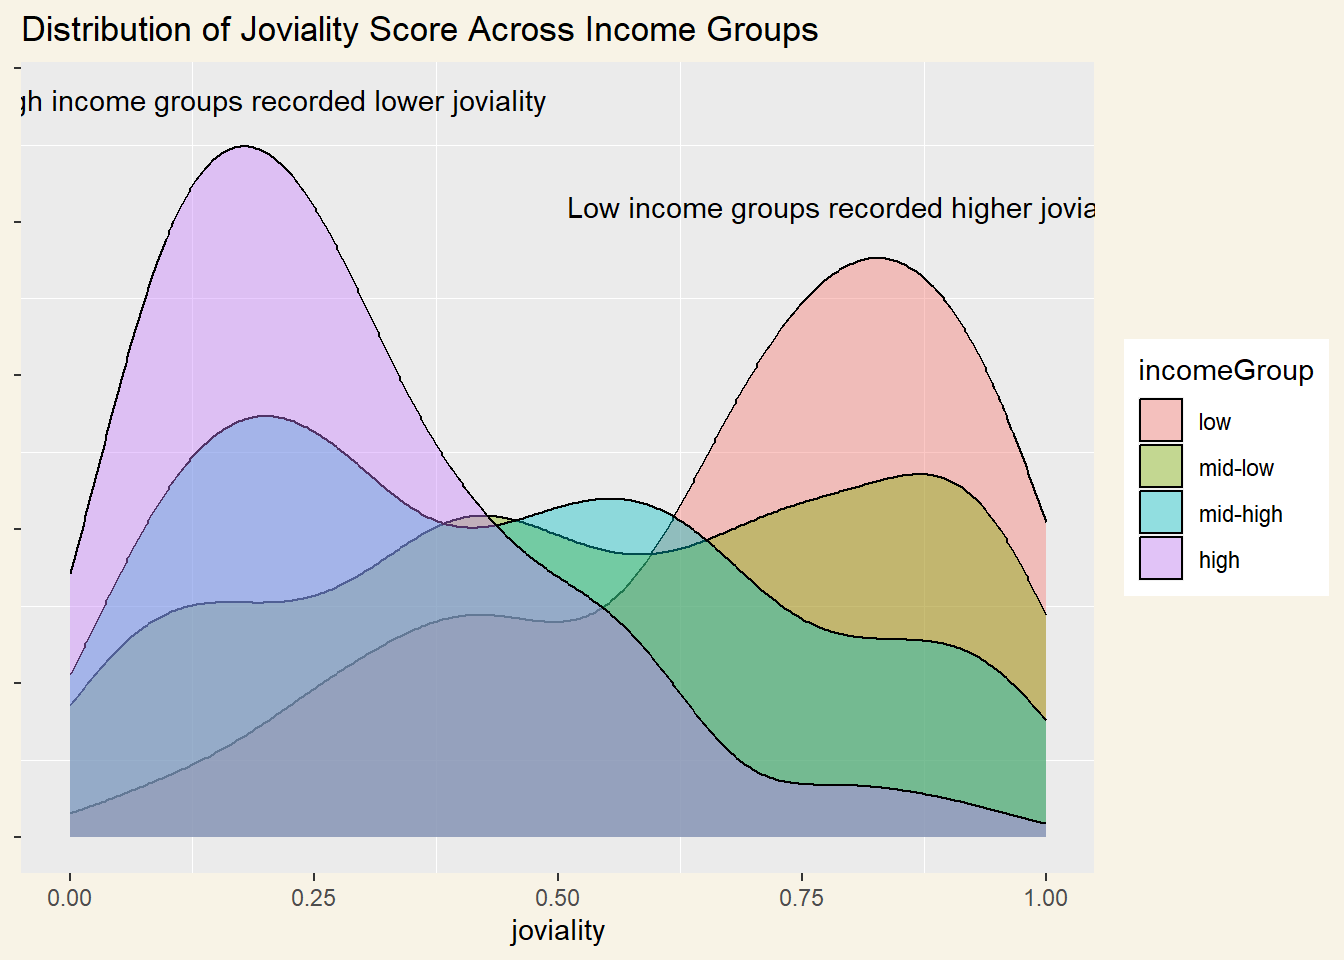 Distribution of Joviality Score Across Income Groups
gh income groups recorded lower joviality
Low income groups recorded higher jovia
incomeGroup
low
mid-low
mid-high
high
0.00 0.25 0.50 0.75 1.00
joviality